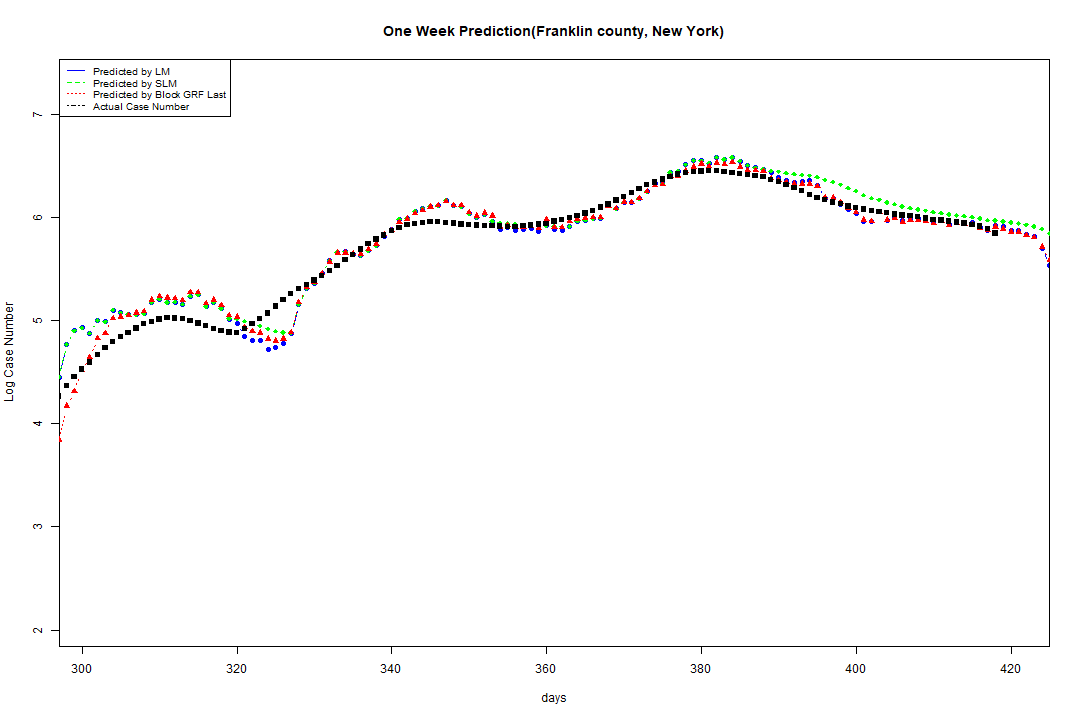 One Week Prediction(Franklin county, New York)
Predicted by LM
Predicted by SLM
Predicted by Block GRF Last
Actual Case Number
7
6
5
4
3
2
Log Case Number
300 320 340 360 380 400 420
days